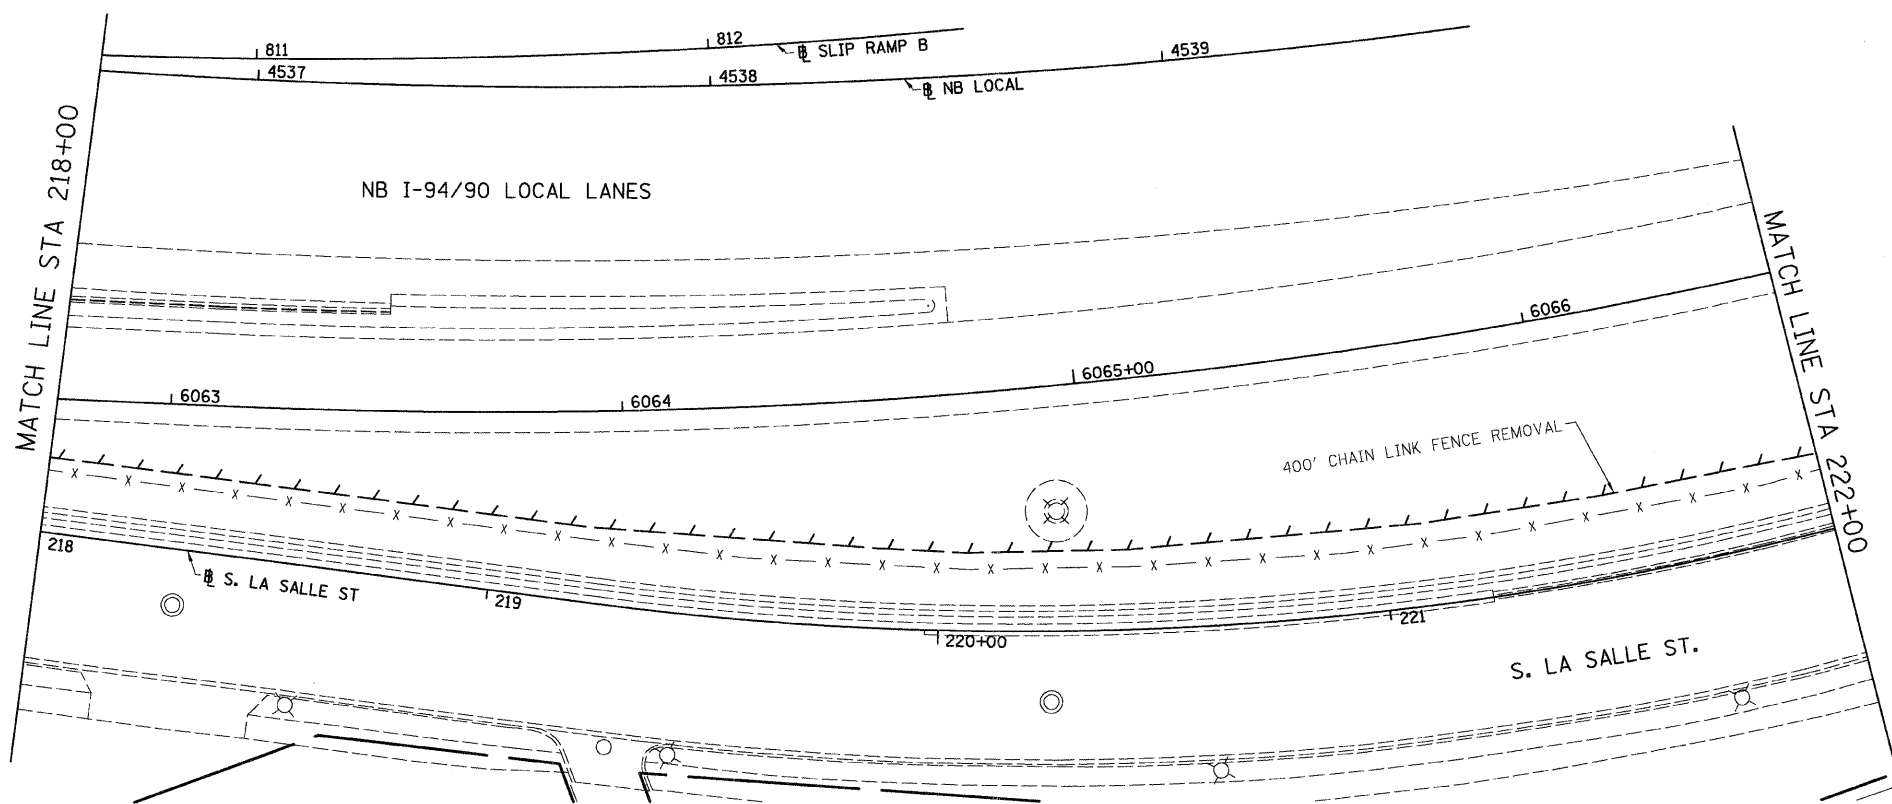 811
812
℄ SLIP RAMP B
4537
4538
℄ NB LOCAL
4539
MATCH LINE STA 218+00
NB I-94/90 LOCAL LANES
MATCH LINE STA 222+00
6063
6064
6065+00
6066
400' CHAIN LINK FENCE REMOVAL
218
℄ S. LA SALLE ST
219
220+00
221
S. LA SALLE ST.